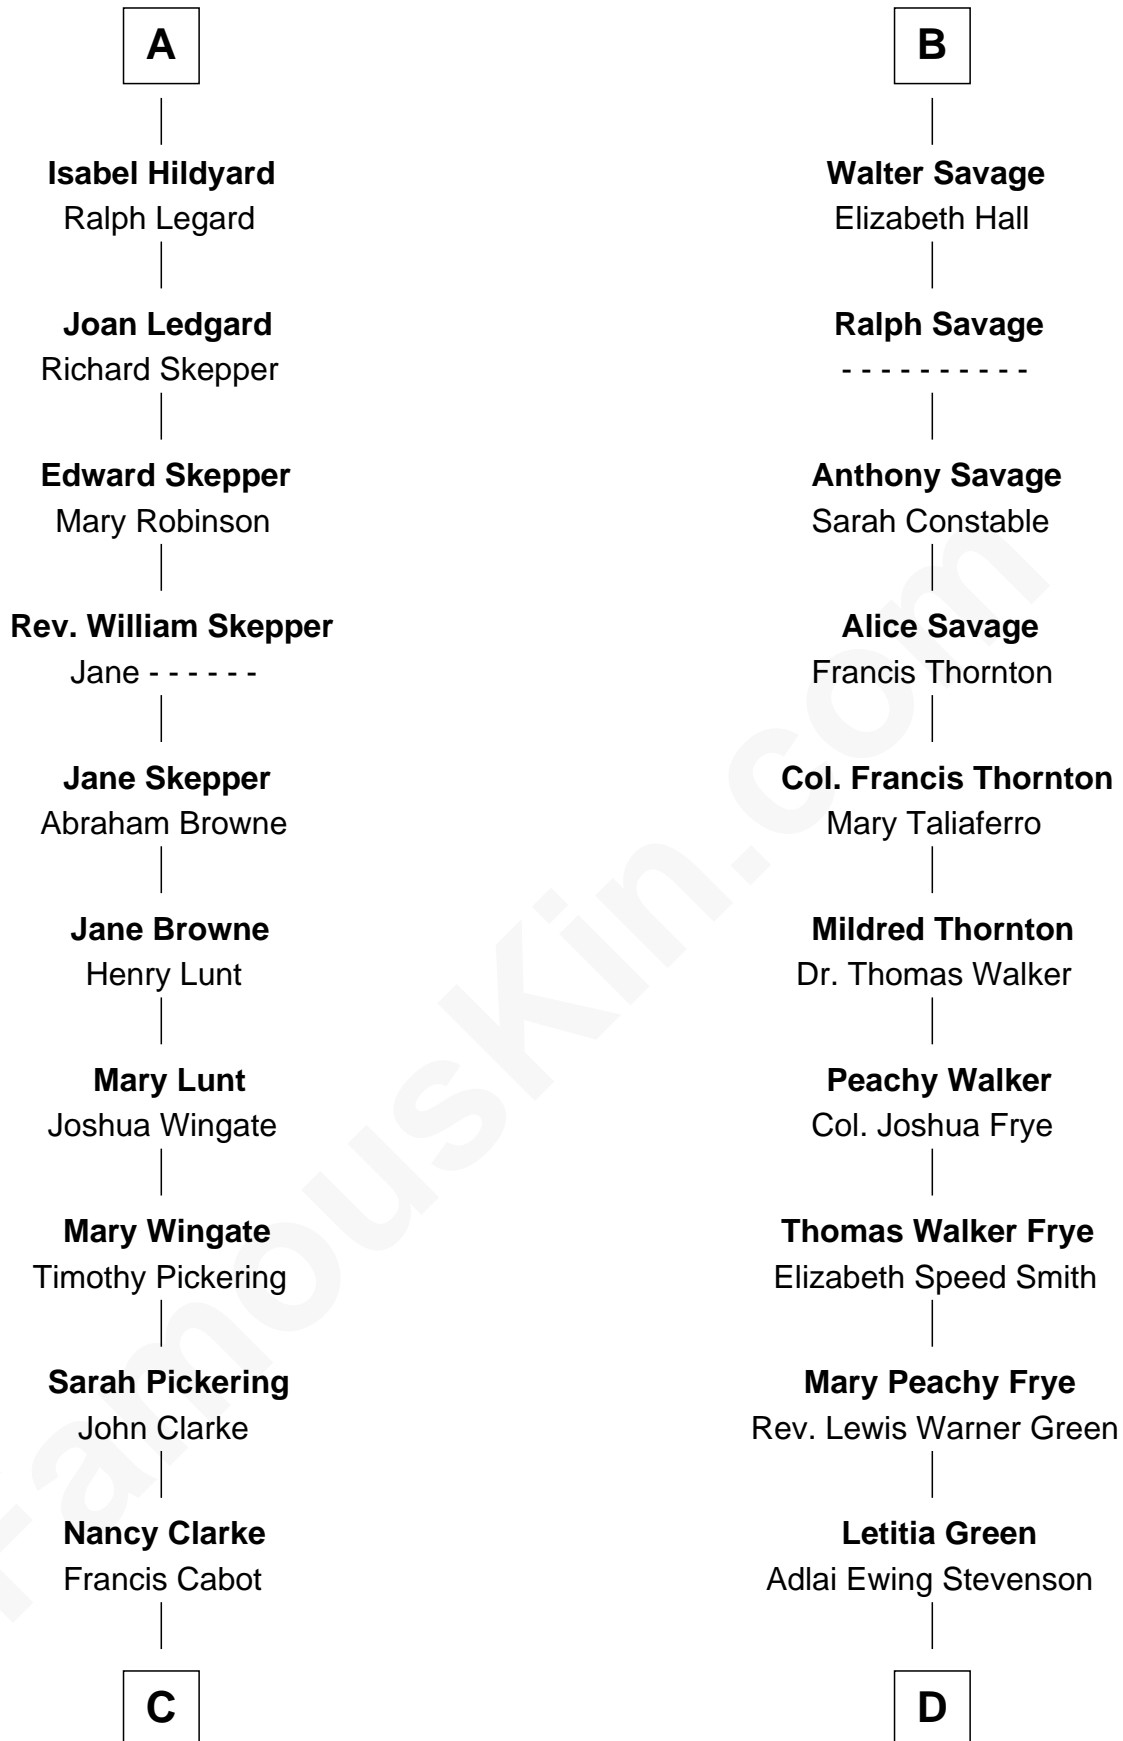 A
Isabel Hildyard
Ralph Legard
Joan Ledgard
Richard Skepper
Edward Skepper
Mary Robinson
Rev. William Skepper
Jane - - - - - -
Jane Skepper
Abraham Browne
Jane Browne
Henry Lunt
Mary Lunt
Joshua Wingate
Mary Wingate
Timothy Pickering
Sarah Pickering
John Clarke
Nancy Clarke
Francis Cabot
C
B
Walter Savage
Elizabeth Hall
Ralph Savage
- - - - - - - - - -
Anthony Savage
Sarah Constable
Alice Savage
Francis Thornton
Col. Francis Thornton
Mary Taliaferro
Mildred Thornton
Dr. Thomas Walker
Peachy Walker
Col. Joshua Frye
Thomas Walker Frye
Elizabeth Speed Smith
Mary Peachy Frye
Rev. Lewis Warner Green
Letitia Green
Adlai Ewing Stevenson
D
FamousKin.com